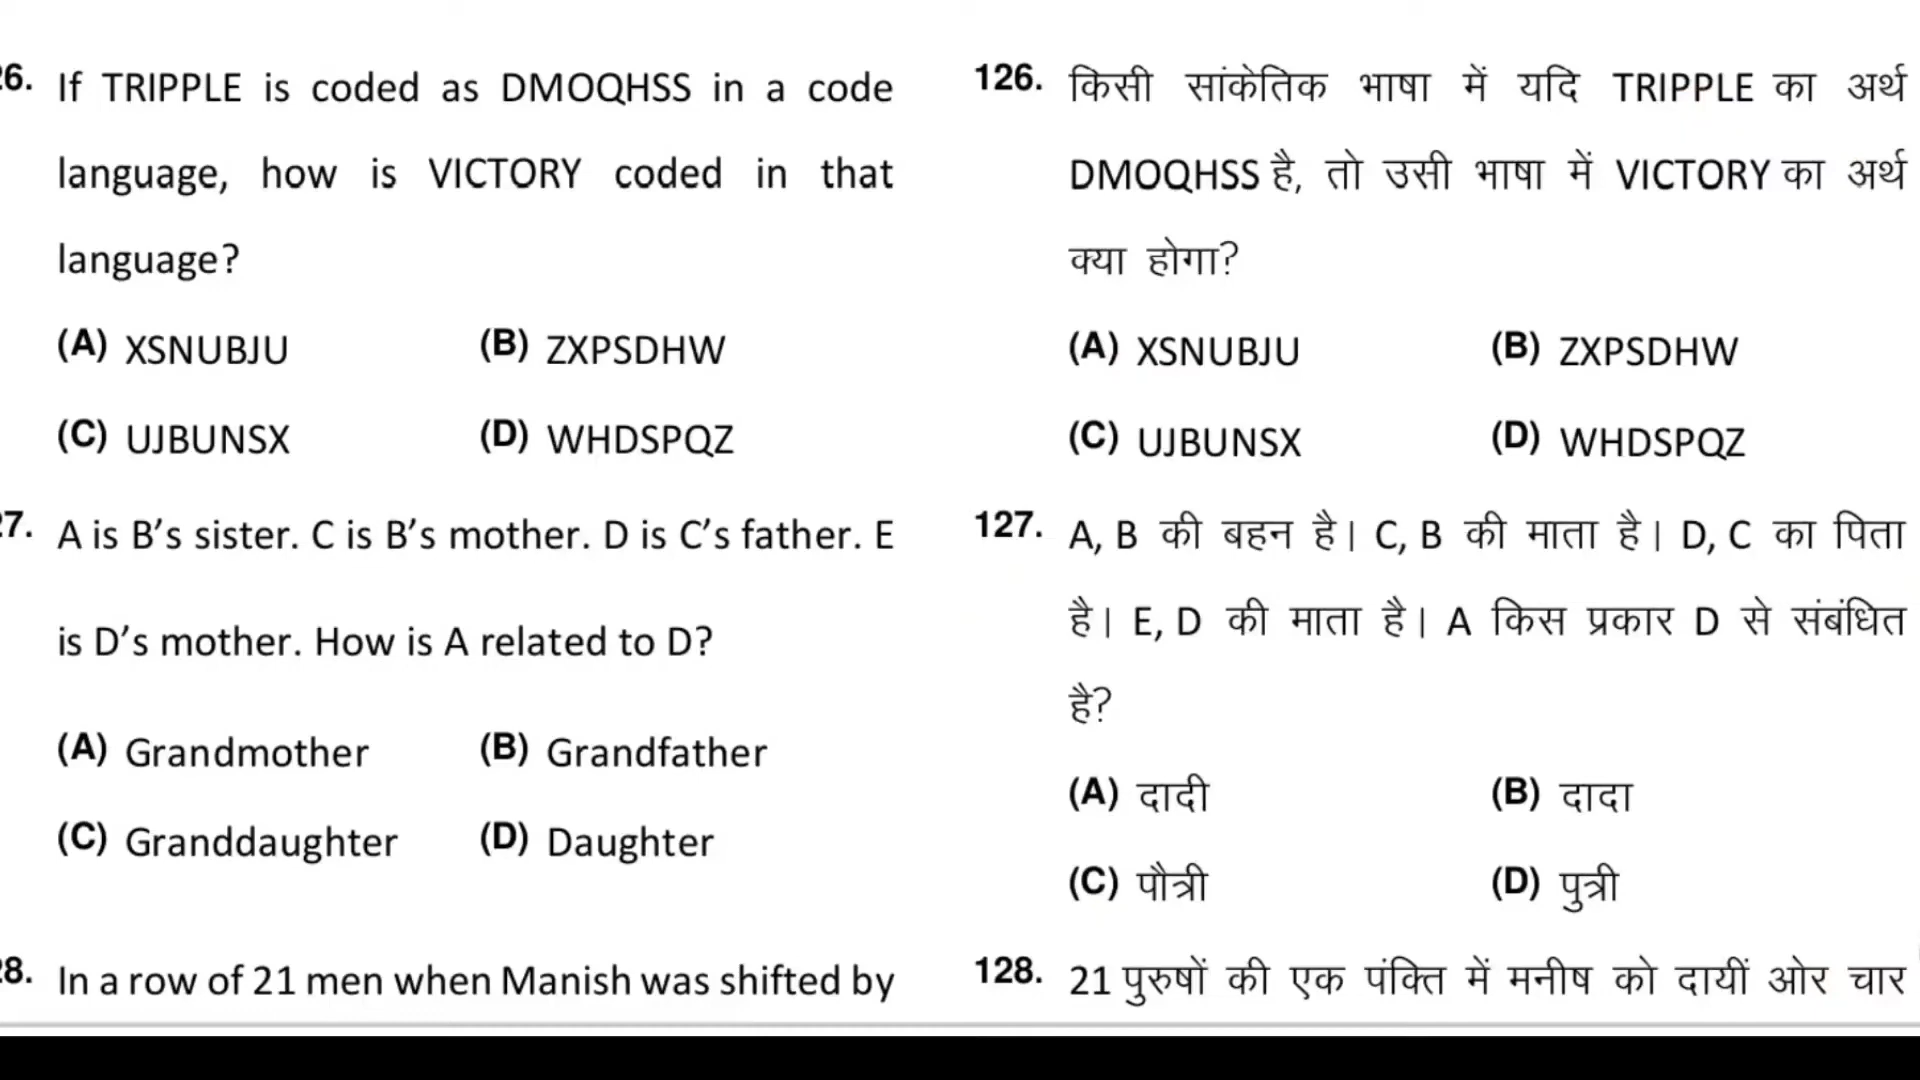 26. If TRIPPLE is coded as DMOQHSS in a code
language, how is VICTORY coded in that
language?
(A) XSNUBJU (B) ZXPSDHW
(C) UJBUNSX (D) WHDSPQZ
27. A is B’s sister. C is B’s mother. D is C’s father. E
is D’s mother. How is A related to D?
(A) Grandmother (B) Grandfather
(C) Granddaughter (D) Daughter
28. In a row of 21 men when Manish was shifted by
126. किसी सांकेतिक भाषा में यदि TRIPPLE का अर्थ
DMOQHSS है, तो उसी भाषा में VICTORY का अर्थ
क्या होगा?
(A) XSNUBJU (B) ZXPSDHW
(C) UJBUNSX (D) WHDSPQZ
127. A, B की बहन है। C, B की माता है। D, C का पिता
है। E, D की माता है। A किस प्रकार D से संबंधित
है?
(A) दादी (B) दादा
(C) पौत्री (D) पुत्री
128. 21 पुरुषों की एक पंक्ति में मनीष को दायीं ओर चार